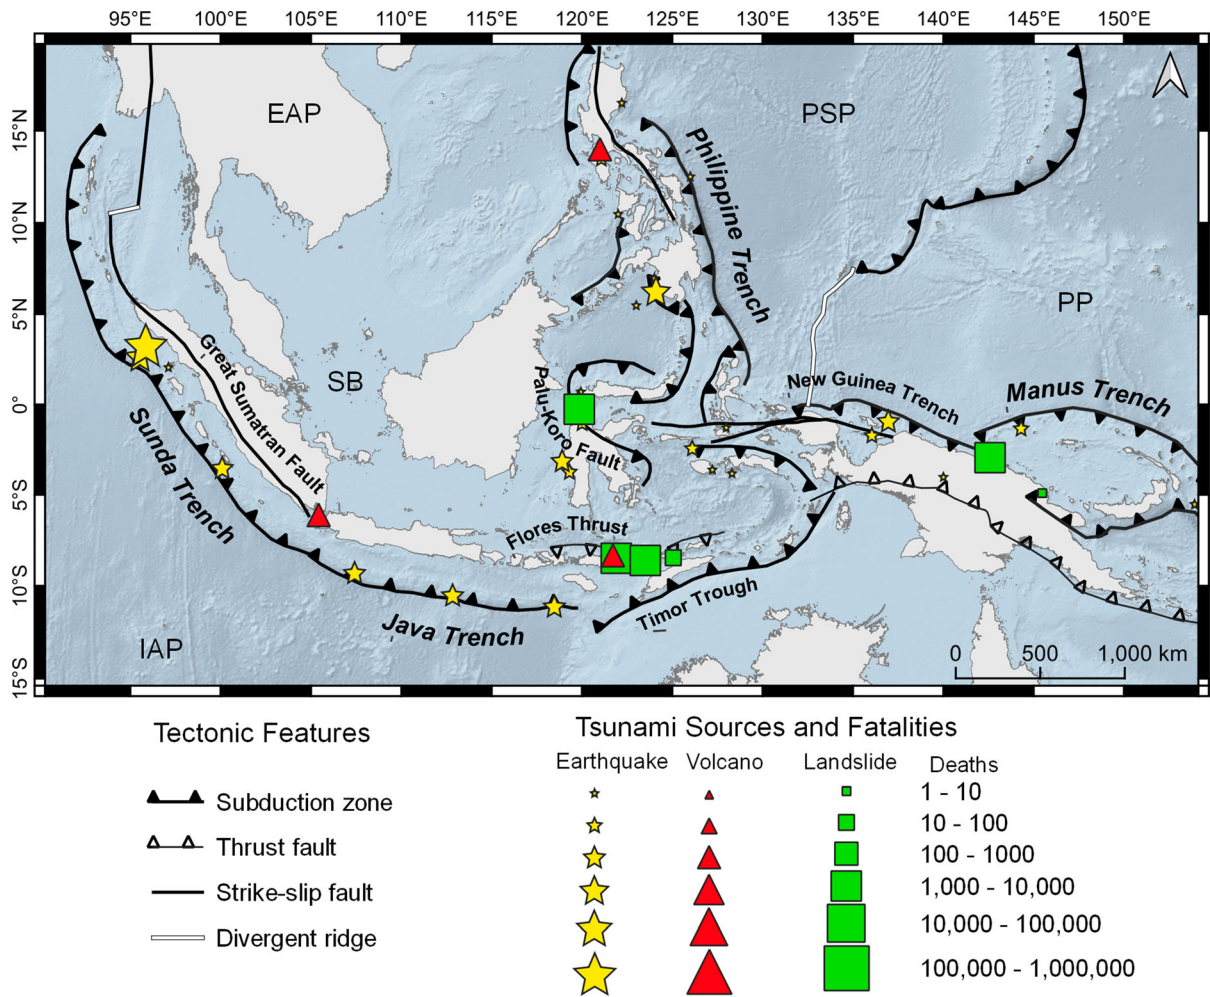 95°E 100°E 105°E 110°E 115°E 120°E 125°E 130°E 135°E 140°E 145°E 150°E
15°N
10°N
5°N
0°
5°S
10°S
15°S
EAP
PSP
Philippine Trench
PP
SB
Great Sumatran Fault
Palu-Koro Fault
New Guinea Trench
Manus Trench
Sunda Trench
Flores Thrust
Timor Trough
Java Trench
IAP
0 500 1,000 km
Tectonic Features
Subduction zone
Thrust fault
Strike-slip fault
Divergent ridge
Tsunami Sources and Fatalities
Earthquake Volcano Landslide Deaths
1 - 10
10 - 100
100 - 1000
1,000 - 10,000
10,000 - 100,000
100,000 - 1,000,000